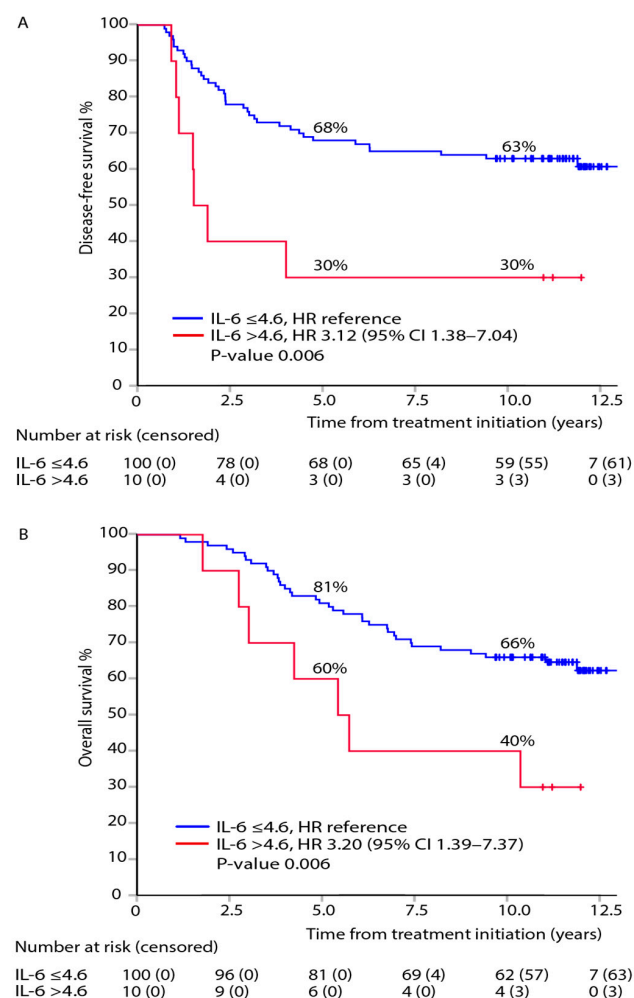 A
100
90
80
70
60
50
40
30
20
10
0
Disease-free survival %
68%
63%
30%
30%
IL-6 ≤4.6, HR reference
IL-6 >4.6, HR 3.12 (95% CI 1.38–7.04)
P-value 0.006
0 2.5 5.0 7.5 10.0 12.5
Time from treatment initiation (years)
Number at risk (censored)
IL-6 ≤4.6 100 (0) 78 (0) 68 (0) 65 (4) 59 (55) 7 (61)
IL-6 >4.6 10 (0) 4 (0) 3 (0) 3 (0) 3 (3) 0 (3)
B
100
90
80
70
60
50
40
30
20
10
0
Overall survival %
81%
66%
60%
40%
IL-6 ≤4.6, HR reference
IL-6 >4.6, HR 3.20 (95% CI 1.39–7.37)
P-value 0.006
0 2.5 5.0 7.5 10.0 12.5
Time from treatment initiation (years)
Number at risk (censored)
IL-6 ≤4.6 100 (0) 96 (0) 81 (0) 69 (4) 62 (57) 7 (63)
IL-6 >4.6 10 (0) 9 (0) 6 (0) 4 (0) 4 (3) 0 (3)